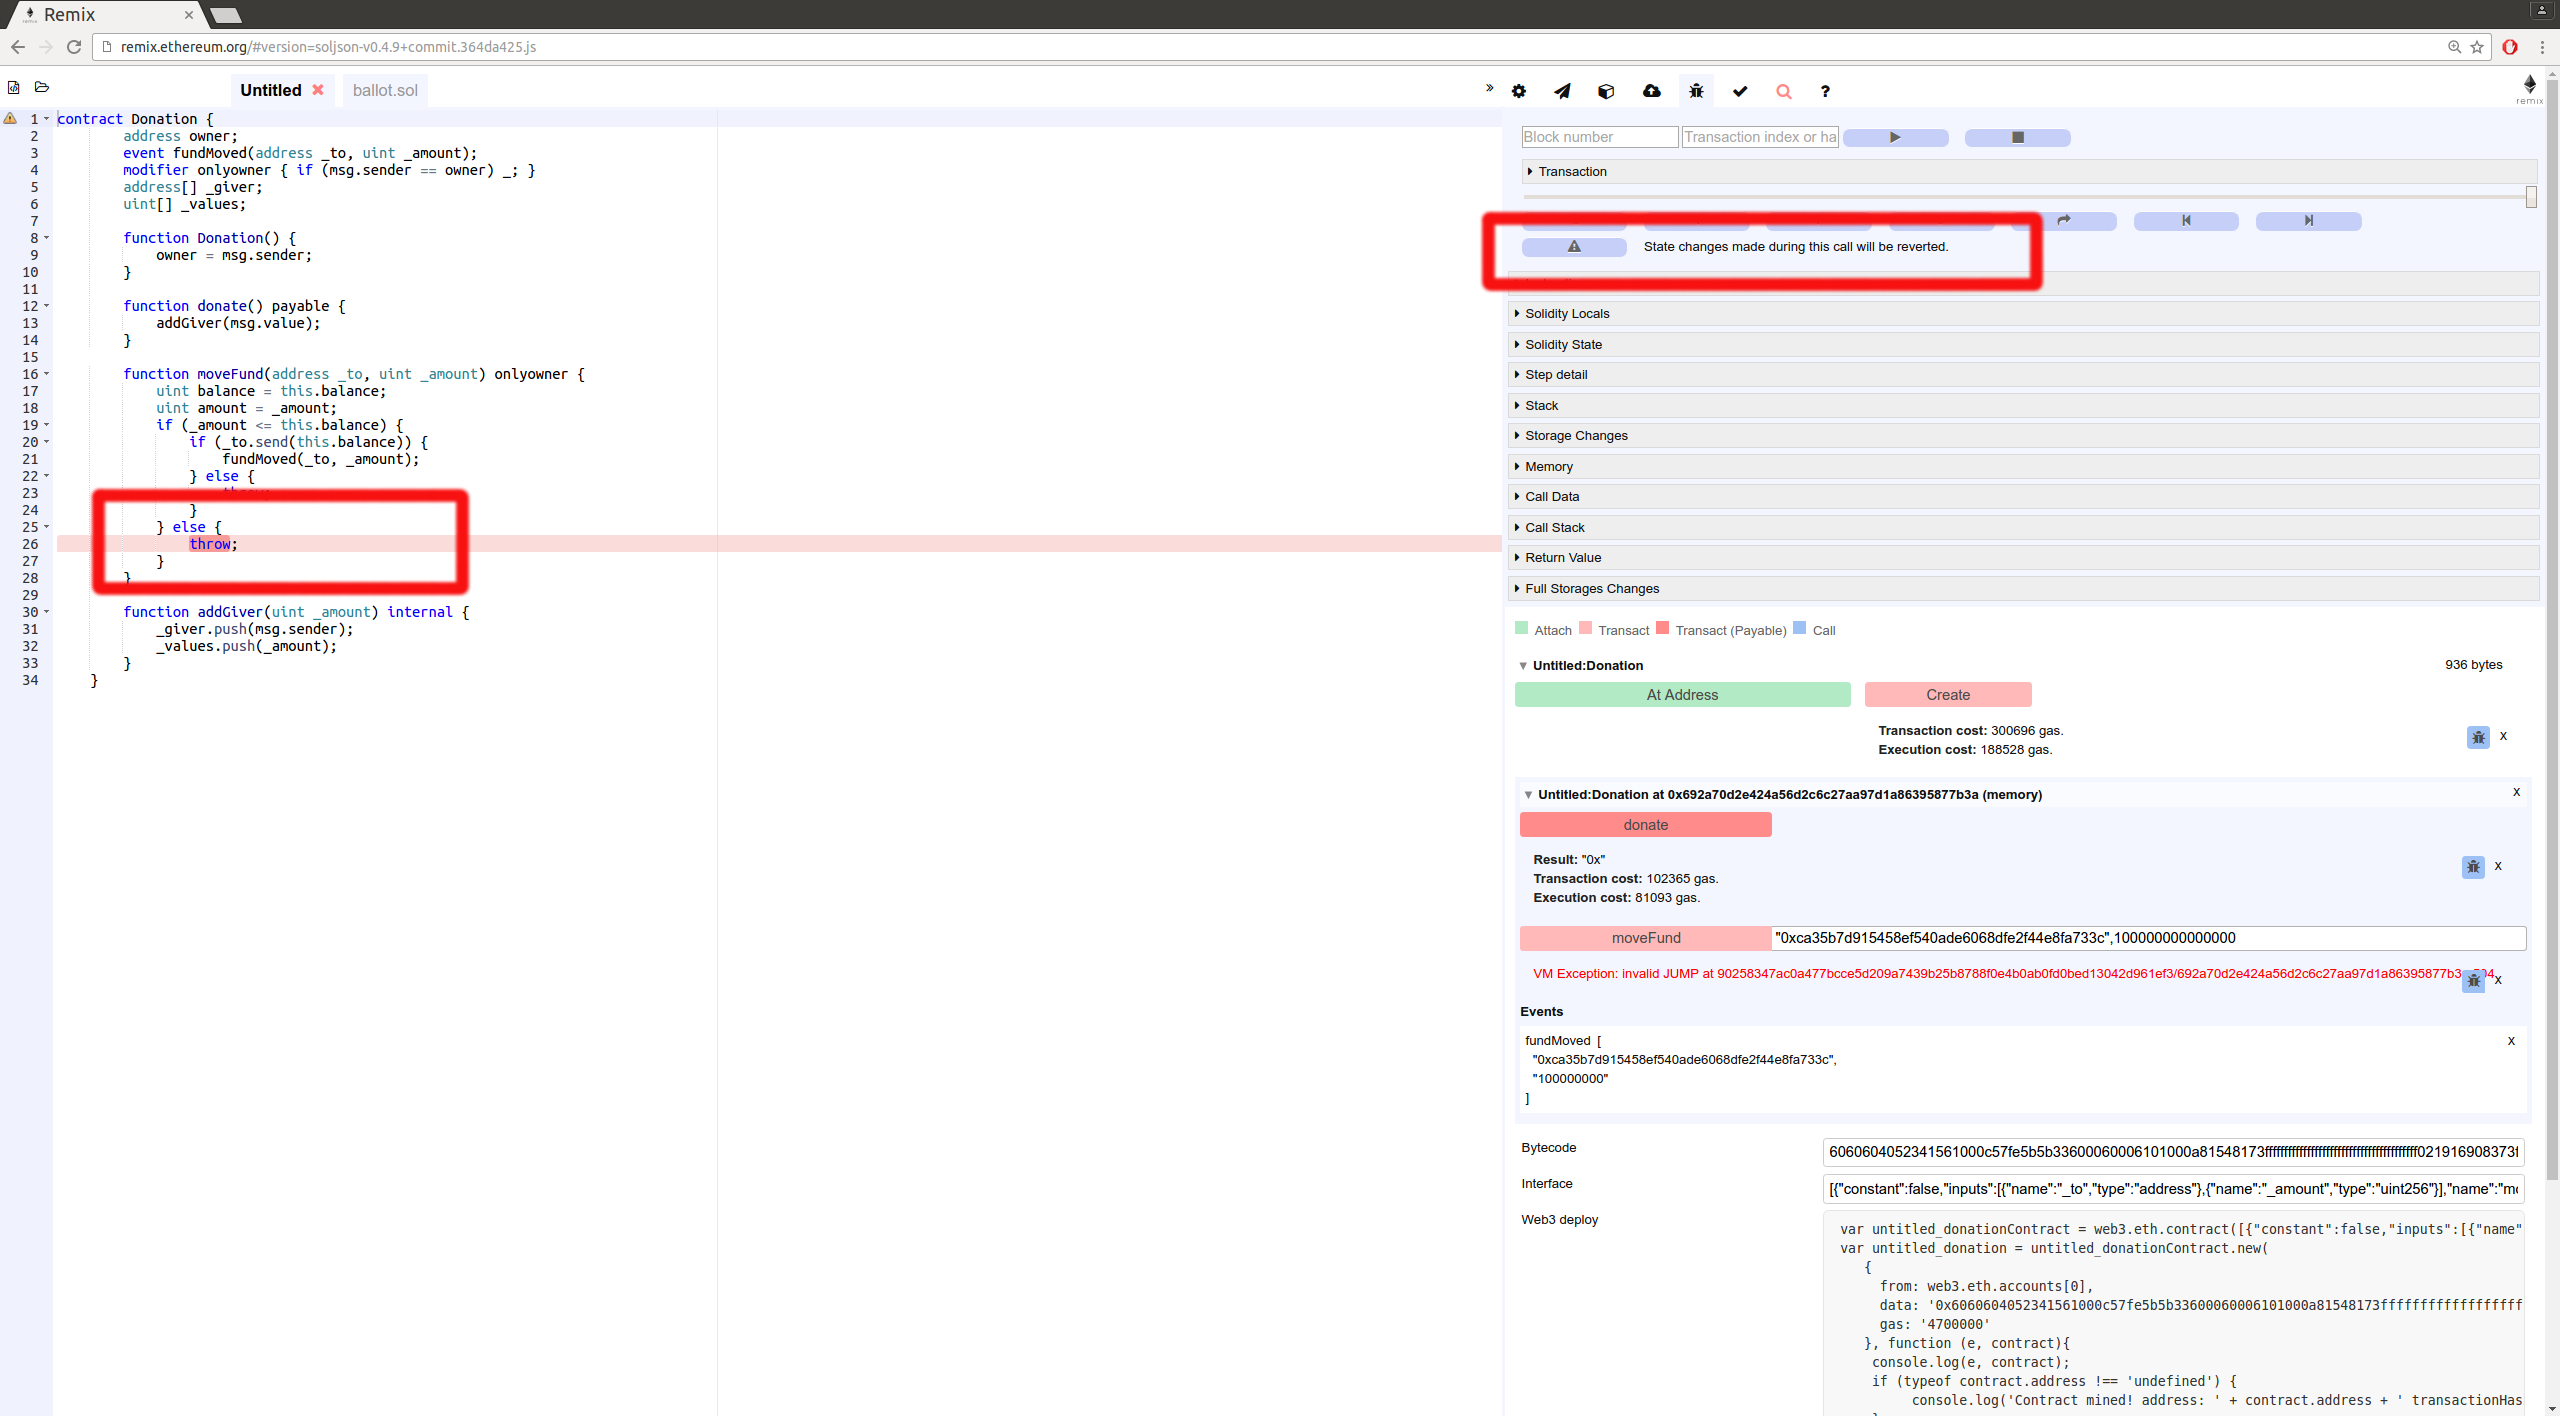 Remix
remix.ethereum.org/#version=soljson-v0.4.9+commit.364da425.js
Untitled
ballot.sol
remix
1 contract Donation {
2 address owner;
3 event fundMoved(address _to, uint _amount);
4 modifier onlyowner { if (msg.sender == owner) _; }
5 address[] _giver;
6 uint[] _values;
7
8 function Donation() {
9 owner = msg.sender;
10 }
11
12 function donate() payable {
13 addGiver(msg.value);
14 }
15
16 function moveFund(address _to, uint _amount) onlyowner {
17 uint balance = this.balance;
18 uint amount = _amount;
19 if (_amount <= this.balance) {
20 if (_to.send(this.balance)) {
21 fundMoved(_to, _amount);
22 } else {
23
24 }
25 } else {
26 throw;
27 }
28 }
29
30 function addGiver(uint _amount) internal {
31 _giver.push(msg.sender);
32 _values.push(_amount);
33 }
34 }
Block number
Transaction index or ha
Transaction
State changes made during this call will be reverted.
Solidity Locals
Solidity State
Step detail
Stack
Storage Changes
Memory
Call Data
Call Stack
Return Value
Full Storages Changes
Attach Transact Transact (Payable) Call
Untitled:Donation 936 bytes
At Address Create
Transaction cost: 300696 gas.
Execution cost: 188528 gas.
x
Untitled:Donation at 0x692a70d2e424a56d2c6c27aa97d1a86395877b3a (memory) x
donate
Result: "0x"
Transaction cost: 102365 gas.
Execution cost: 81093 gas.
x
moveFund "0xca35b7d915458ef540ade6068dfe2f44e8fa733c",100000000000000
VM Exception: invalid JUMP at 90258347ac0a477bcce5d209a7439b25b8788f0e4b0ab0fd0bed13042d961ef3/692a70d2e424a56d2c6c27aa97d1a86395877b3
x
Events
fundMoved [ x
"0xca35b7d915458ef540ade6068dfe2f44e8fa733c",
"100000000"
]
Bytecode
Interface [{"constant":false,"inputs":[{"name":"_to","type":"address"},{"name":"_amount","type":"uint256"}],"name":"m
Web3 deploy
var untitled_donationContract = web3.eth.contract([{"constant":false,"inputs":[{"name"
var untitled_donation = untitled_donationContract.new(
{
from: web3.eth.accounts[0],
data: '0x6060604052341561000c57fe5b5b33600060006101000a81548173ffffffffffffffffff
gas: '4700000'
}, function (e, contract){
console.log(e, contract);
if (typeof contract.address !== 'undefined') {
console.log('Contract mined! address: ' + contract.address + ' transactionHas